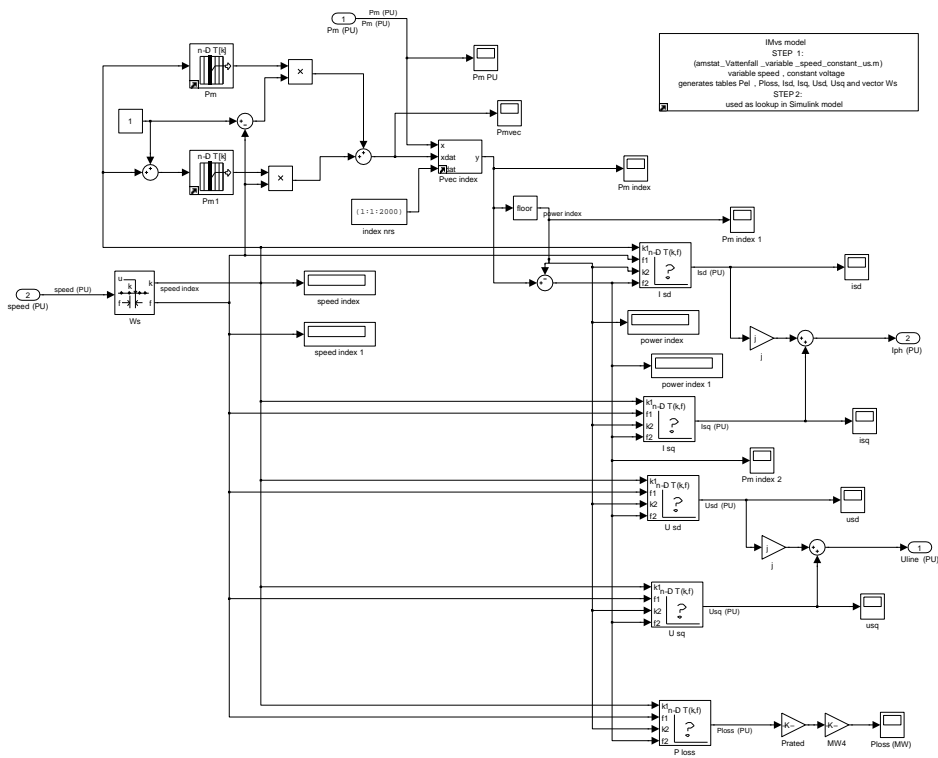 Pm (PU)
1
Pm (PU)
Pm (PU)
IMvs model
STEP 1:
(amstat_Vattenfall _variable _speed_constant_us.m)
variable speed , constant voltage
generates tables Pel , Ploss, Isd, Isq, Usd, Usq and vector Ws
STEP 2:
used as lookup in Simulink model
n-D T[k]
Pm
×
Pm PU
1
Pmvec
x
xdat
y
Pvec index
n-D T[k]
Pm1
×
Pm index
(1:1:2000)
index nrs
floor
power index
Pm index 1
k1
f1
k2
f2
n-D T(k,f)
?
I sd
Isd (PU)
isd
2
speed (PU)
speed (PU)
u
k
k
f
f
Ws
speed index
speed index
speed index 1
power index
j
j
2
Iph (PU)
power index 1
k1
f1
k2
f2
n-D T(k,f)
?
I sq
Isq (PU)
isq
Pm index 2
k1
f1
k2
f2
n-D T(k,f)
?
U sd
Usd (PU)
usd
j
j
1
Uline (PU)
k1
f1
k2
f2
n-D T(k,f)
?
U sq
Usq (PU)
usq
k1
f1
k2
f2
n-D T(k,f)
?
P loss
Ploss (PU)
-K-
Prated
-K-
MW4
Ploss (MW)